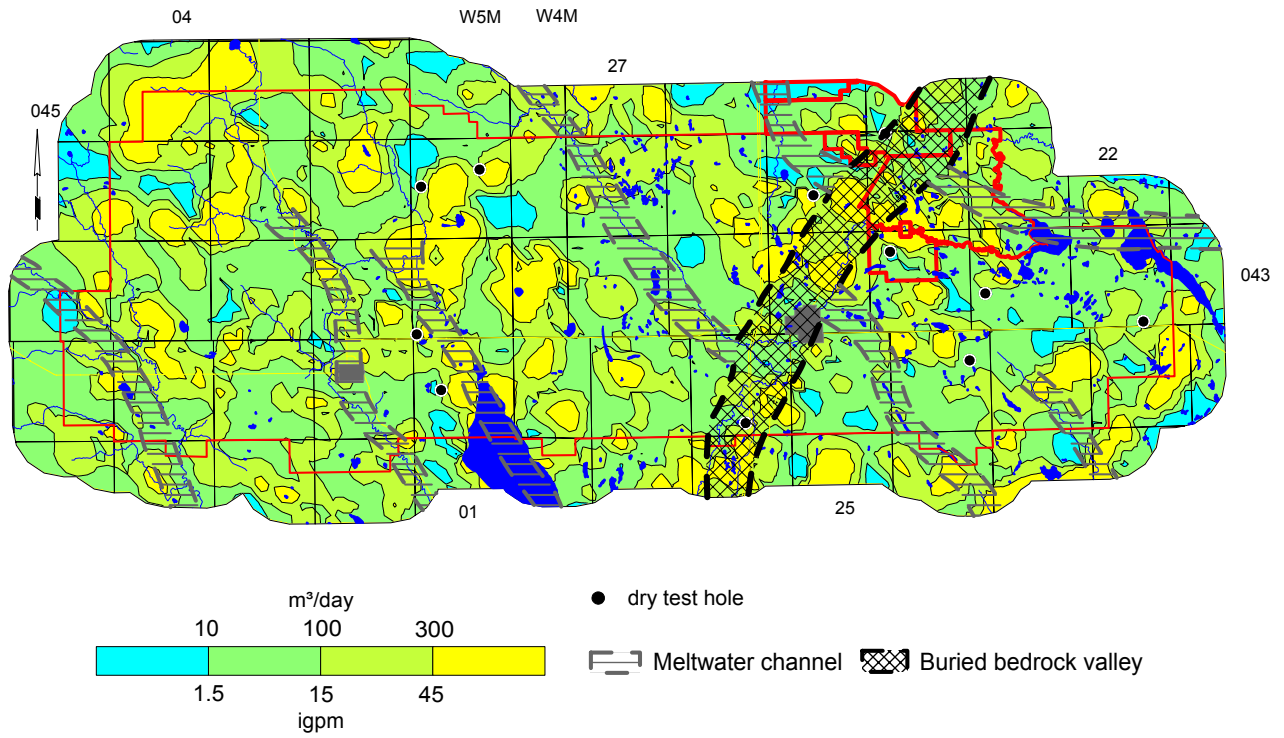 04
W5M
W4M
27
045
22
043
01
25
m³/day
10 100 300
1.5 15 45
igpm
dry test hole
Meltwater channel
Buried bedrock valley